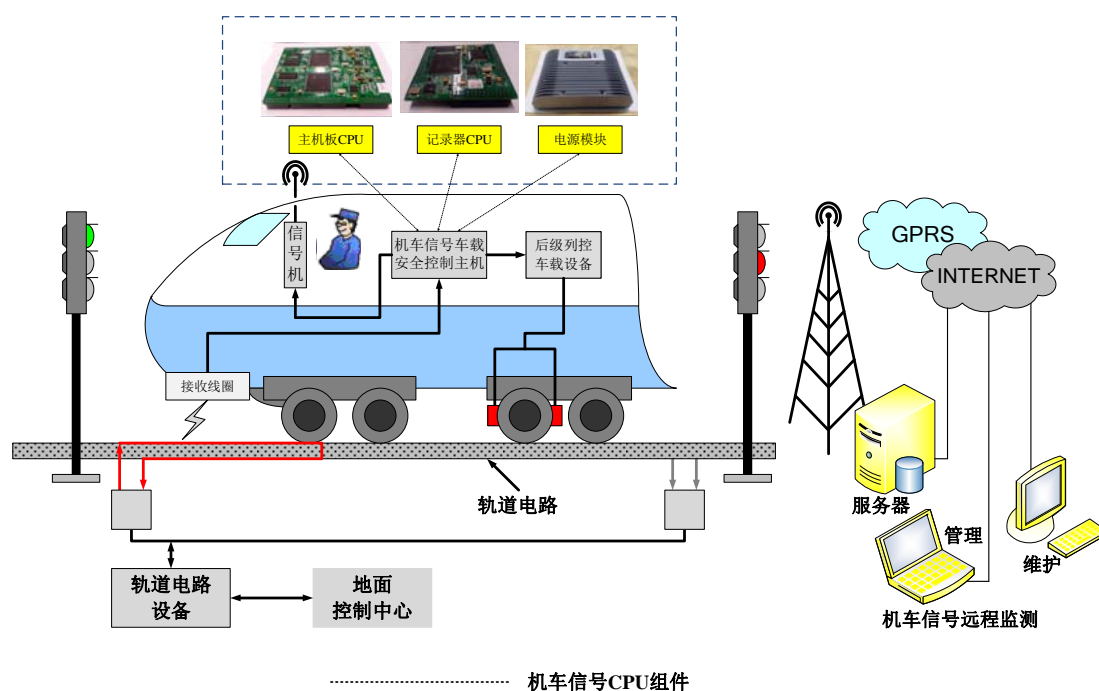 主机板CPU
记录器CPU
电源模块
信号机
机车信号车载
安全控制主机
后级列控
车载设备
GPRS
INTERNET
接收线圈
轨道电路
服务器
管理
维护
机车信号远程监测
轨道电路
设备
地面
控制中心
机车信号CPU组件